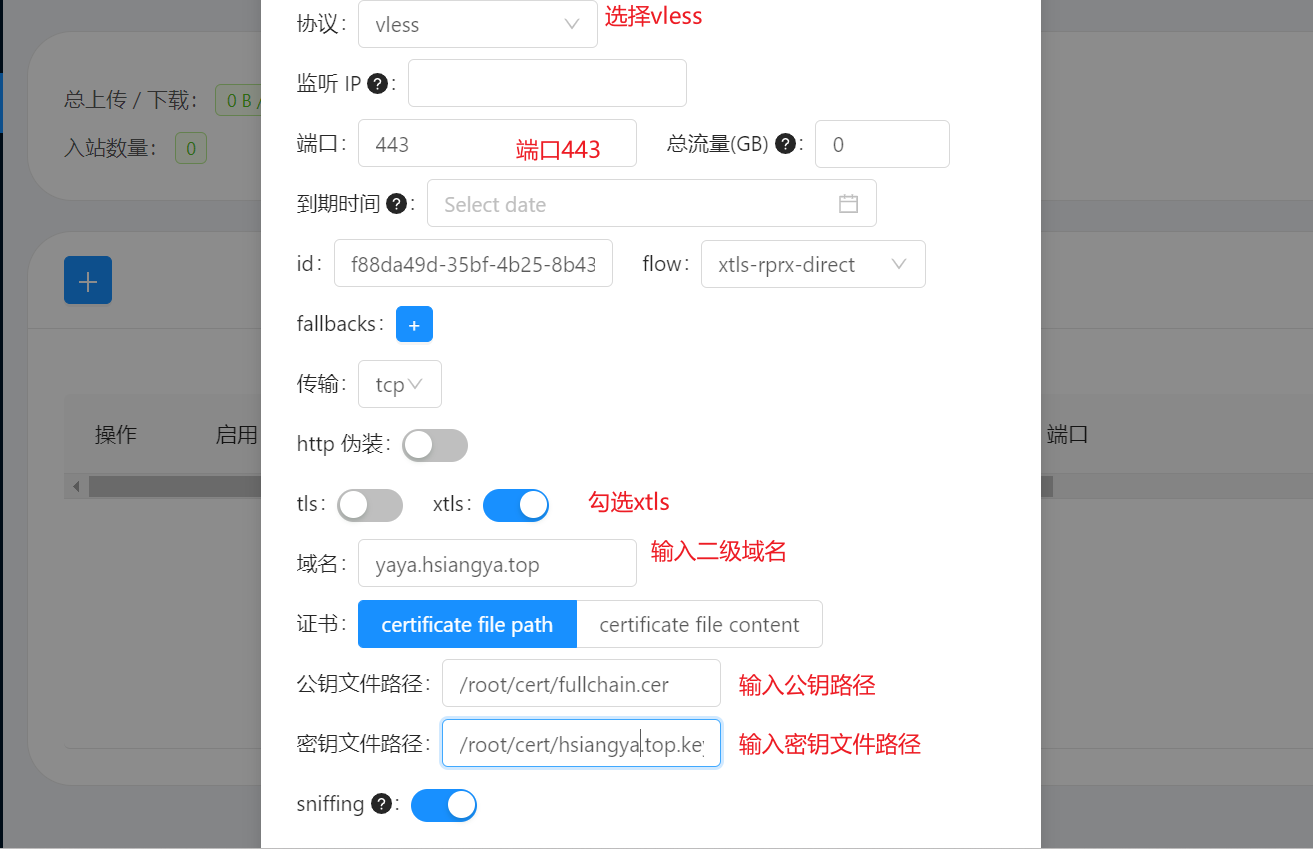 协议： vless 选择vless
监听 IP ?：
总上传 / 下载： 0 B /
端口： 443 端口443 总流量(GB) ?： 0
入站数量： 0
到期时间 ?： Select date
id： f88da49d-35bf-4b25-8b43 flow： xtls-rprx-direct
+
fallbacks： +
传输： tcp
操作 启用 端口
http 伪装：
tls： xtls： 勾选xtls
域名： yaya.hsiangya.top 输入二级域名
证书： certificate file path certificate file content
公钥文件路径： /root/cert/fullchain.cer 输入公钥路径
密钥文件路径： /root/cert/hsiangya.top.key 输入密钥文件路径
sniffing ?：